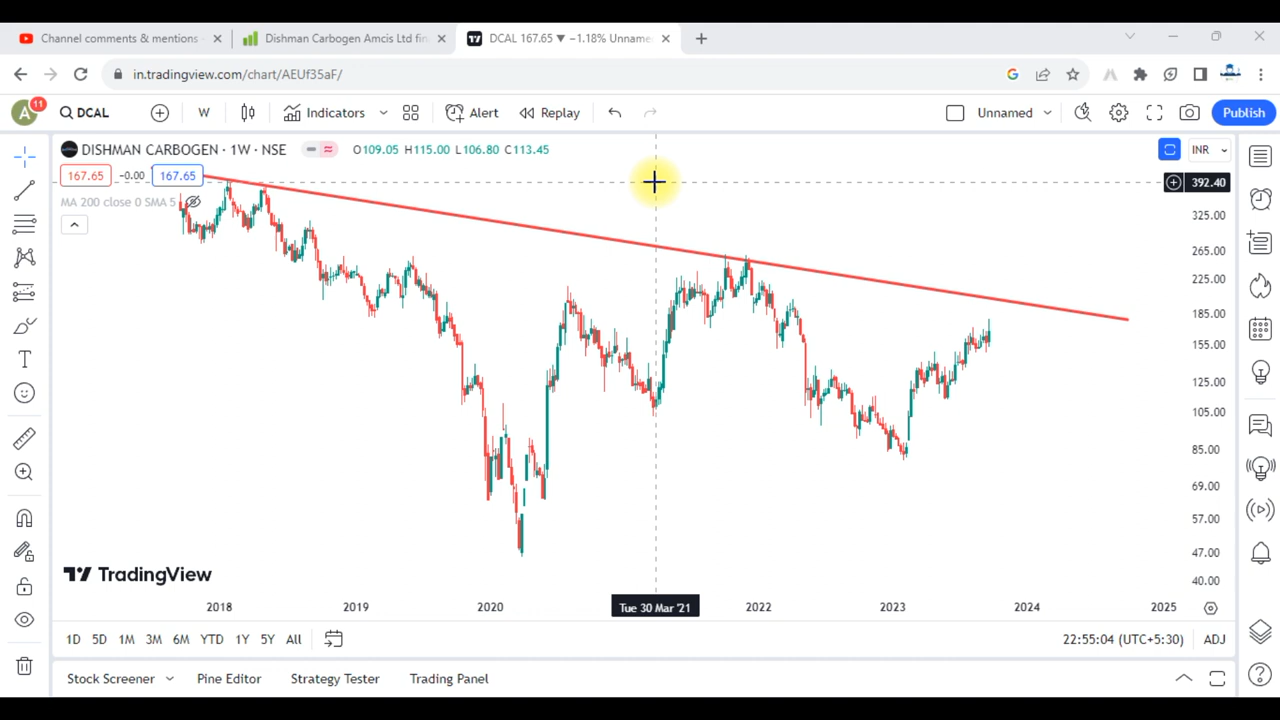 Channel comments & mentions
Dishman Carbogen Amcis Ltd fin
DCAL 167.65 ▼ −1.18% Unname
in.tradingview.com/chart/AEUf35aF/
A 11 DCAL W Indicators Alert Replay Unnamed Publish
DISHMAN CARBOGEN · 1W · NSE O109.05 H115.00 L106.80 C113.45 INR
167.65 -0.00 167.65
MA 200 close 0 SMA 5
392.40
325.00
265.00
225.00
185.00
155.00
125.00
105.00
85.00
69.00
57.00
47.00
40.00
TradingView
2018 2019 2020 Tue 30 Mar '21 2022 2023 2024 2025
1D 5D 1M 3M 6M YTD 1Y 5Y All 22:55:04 (UTC+5:30) ADJ
Stock Screener Pine Editor Strategy Tester Trading Panel